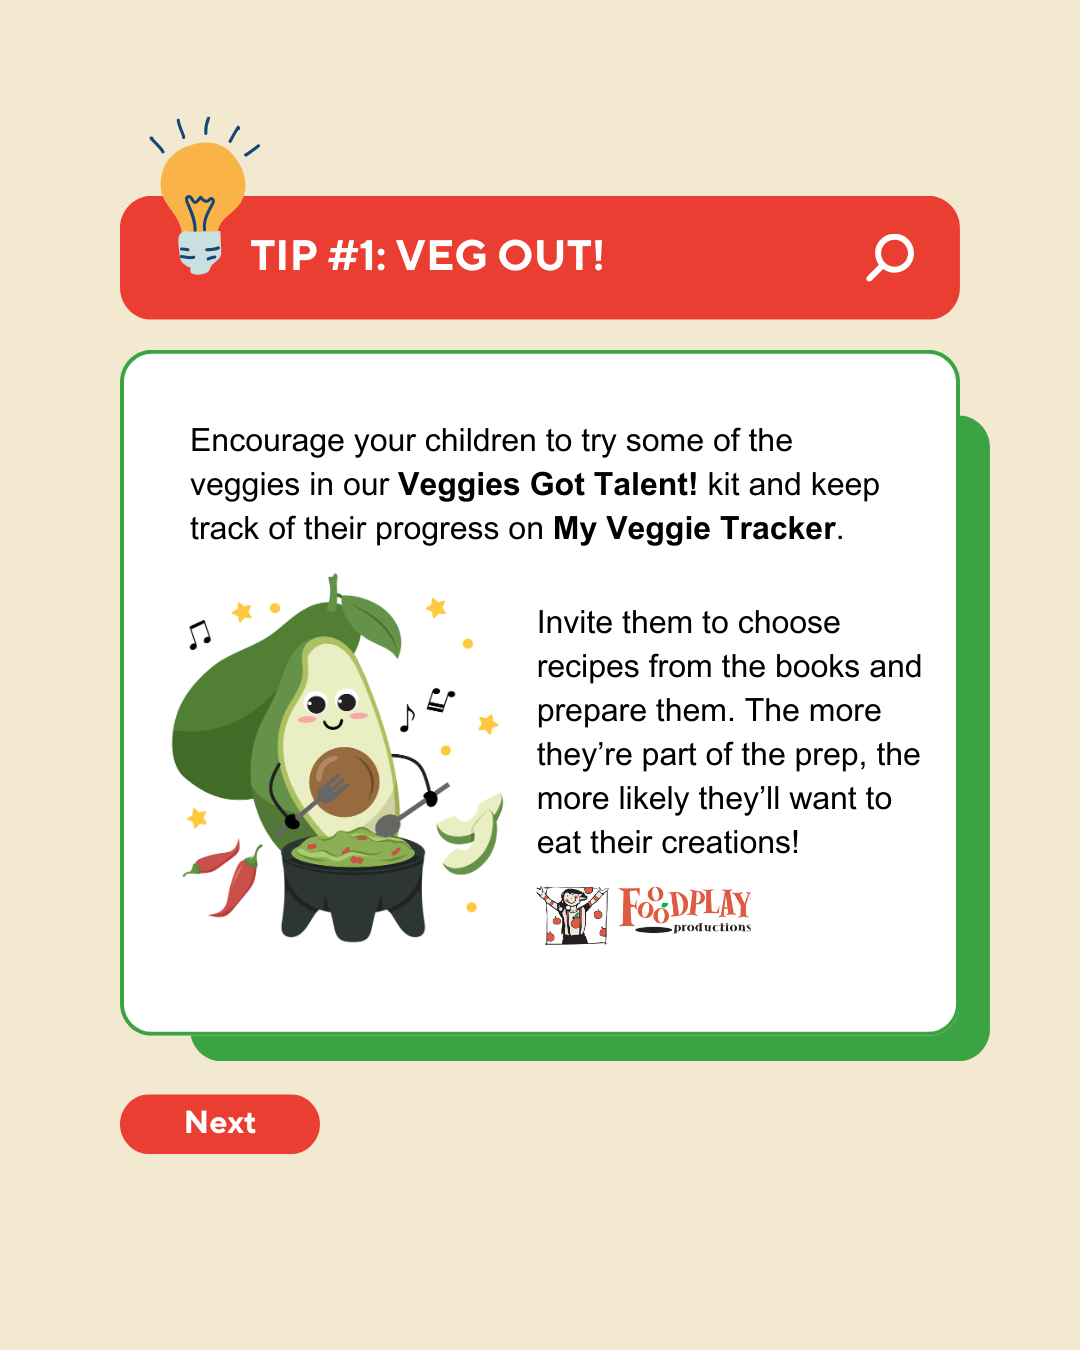 TIP #1: VEG OUT!
Encourage your children to try some of the
veggies in our Veggies Got Talent! kit and keep
track of their progress on My Veggie Tracker.
Invite them to choose
recipes from the books and
prepare them. The more
they’re part of the prep, the
more likely they’ll want to
eat their creations!
FOODPLAY
productions
Next